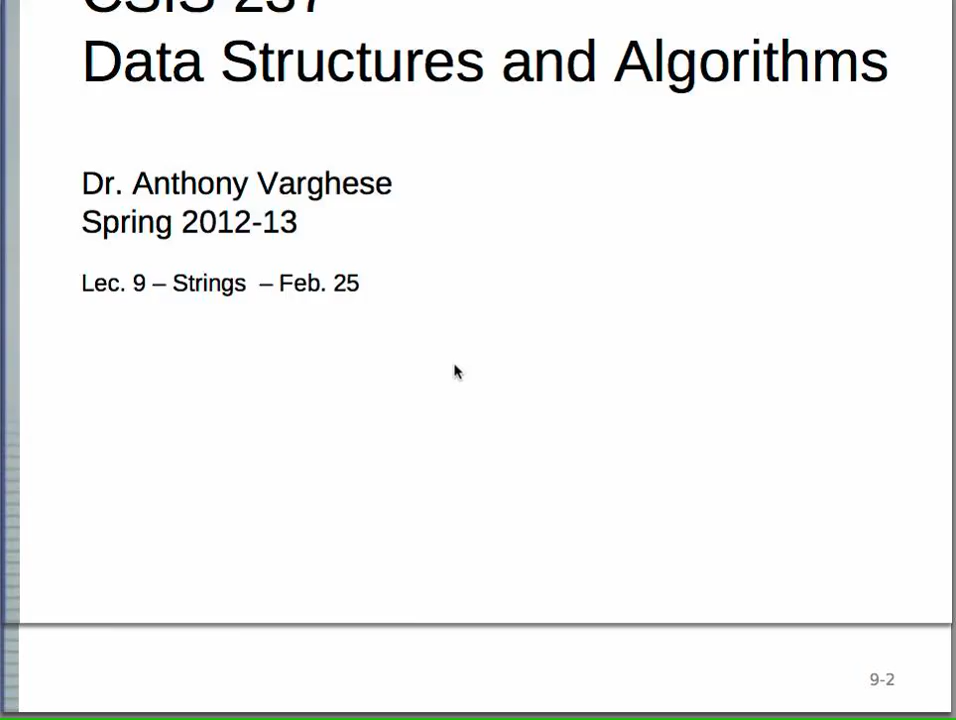 CSIS 237
Data Structures and Algorithms
Dr. Anthony Varghese
Spring 2012-13
Lec. 9 – Strings – Feb. 25
9-2